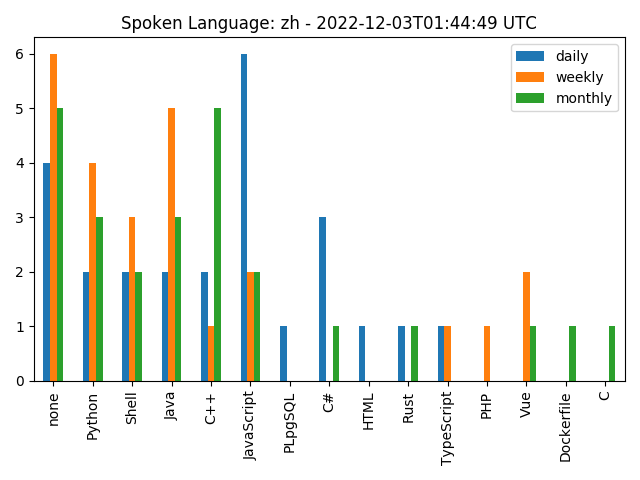 Spoken Language: zh - 2022-12-03T01:44:49 UTC
daily
weekly
monthly
6
5
4
3
2
1
0
none
Python
Shell
Java
C++
JavaScript
PLpgSQL
C#
HTML
Rust
TypeScript
PHP
Vue
Dockerfile
C